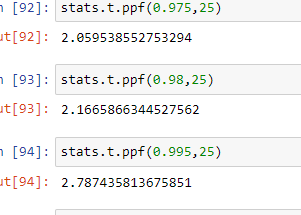 [92]: stats.t.ppf(0.975,25)
ut[92]: 2.059538552753294
n [93]: stats.t.ppf(0.98,25)
ut[93]: 2.1665866344527562
n [94]: stats.t.ppf(0.995,25)
ut[94]: 2.787435813675851